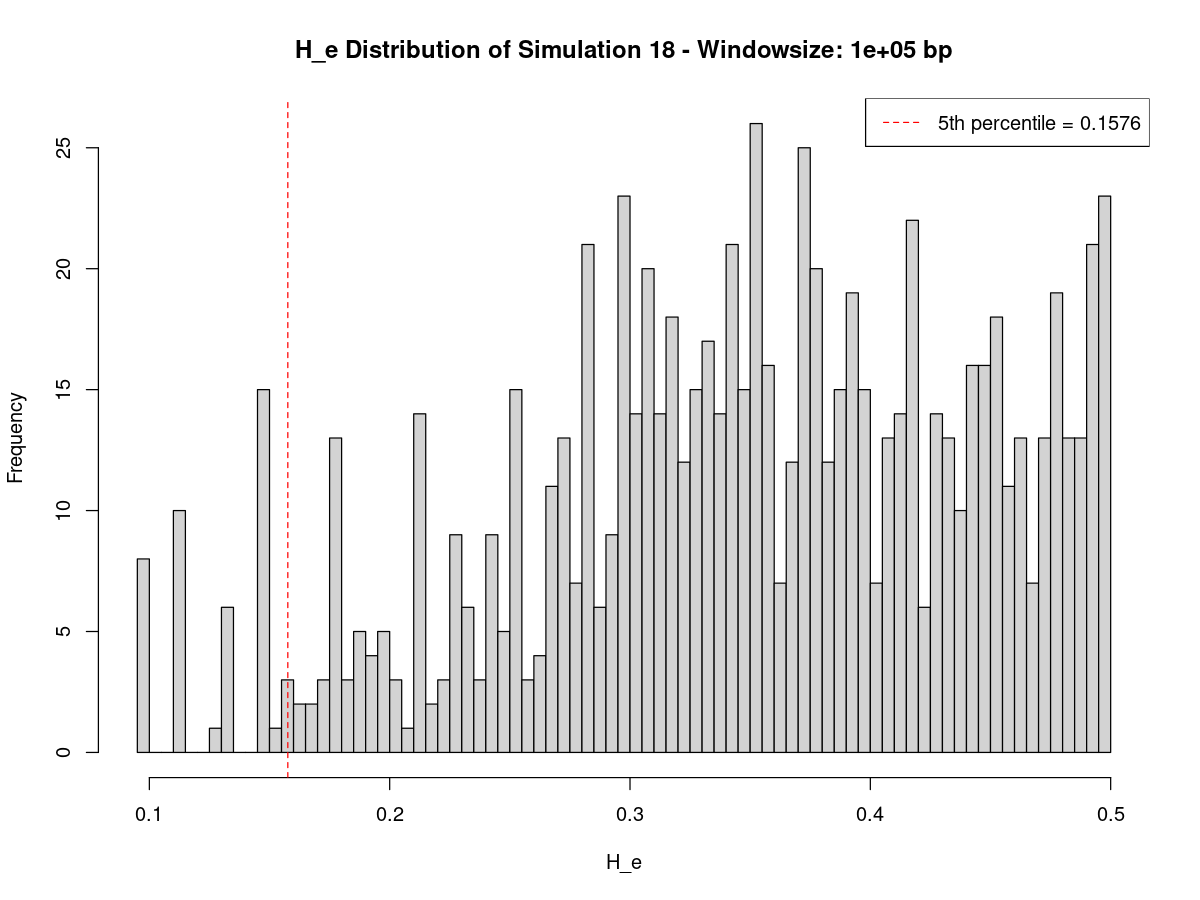 H_e Distribution of Simulation 18 - Windowsize: 1e+05 bp
5th percentile = 0.1576
Frequency
25
20
15
10
5
0
0.1 0.2 0.3 0.4 0.5
H_e